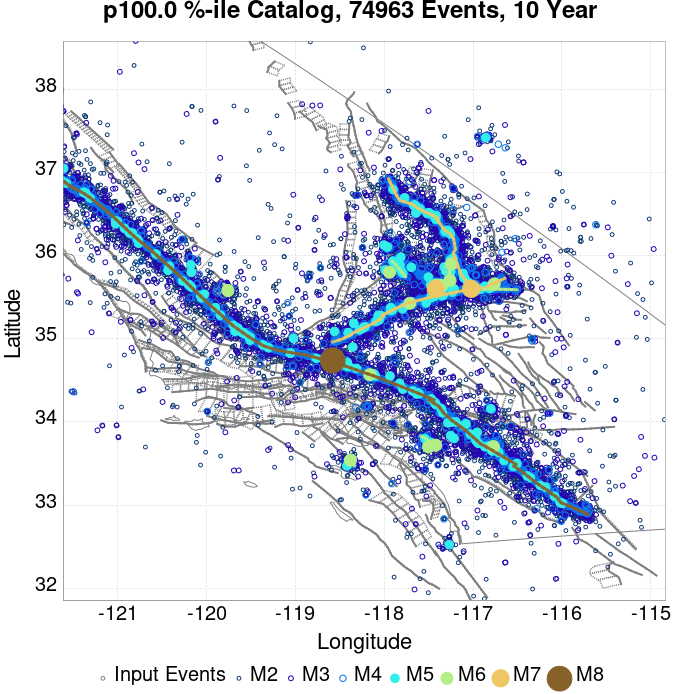 p100.0 %-ile Catalog, 74963 Events, 10 Year
38
37
36
35
34
33
32
Latitude
-121 -120 -119 -118 -117 -116 -115
Longitude
Input Events M2 M3 M4 M5 M6 M7 M8